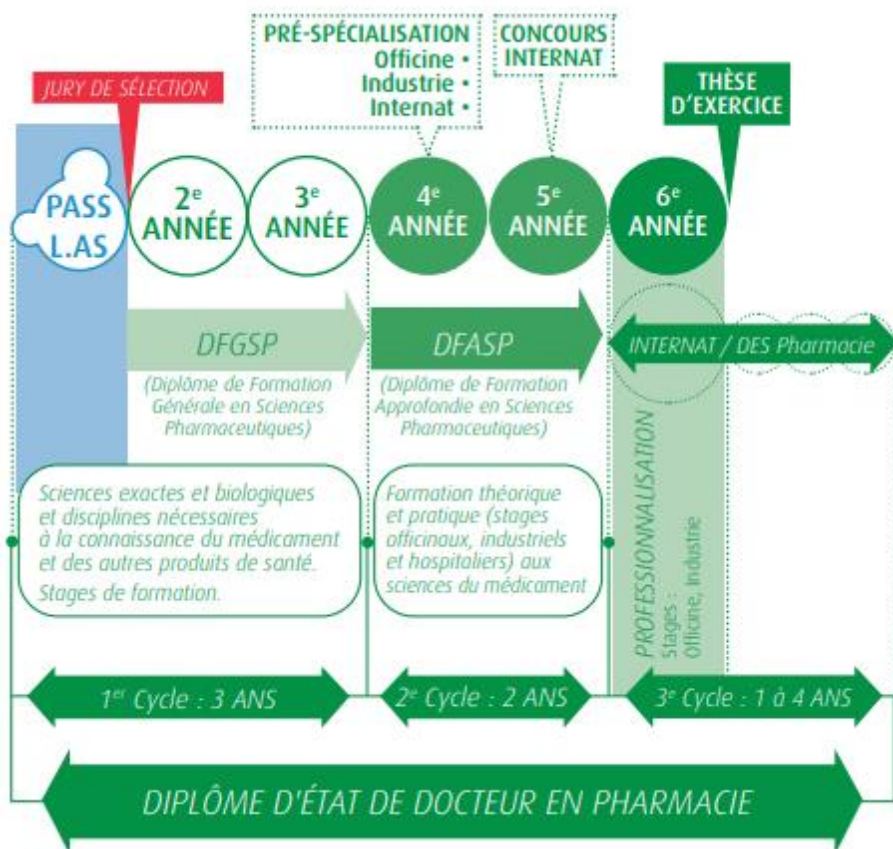 PRÉ-SPÉCIALISATION
Officine •
Industrie •
Internat •
CONCOURS
INTERNAT
JURY DE SÉLECTION
THÈSE
D'EXERCICE
PASS
L.AS
2e
ANNÉE
3e
ANNÉE
4e
ANNÉE
5e
ANNÉE
6e
ANNÉE
DFGSP
(Diplôme de Formation
Générale en Sciences
Pharmaceutiques)
DFASP
(Diplôme de Formation
Approfondie en Sciences
Pharmaceutiques)
INTERNAT / DES Pharmacie
Sciences exactes et biologiques
et disciplines nécessaires
à la connaissance du médicament
et des autres produits de santé.
Stages de formation.
Formation théorique
et pratique (stages
officinaux, industriels
et hospitaliers) aux
sciences du médicament
PROFESSIONNALISATION
Stages :
Officine, Industrie
1er Cycle : 3 ANS
2e Cycle : 2 ANS
3e Cycle : 1 à 4 ANS
DIPLÔME D'ÉTAT DE DOCTEUR EN PHARMACIE